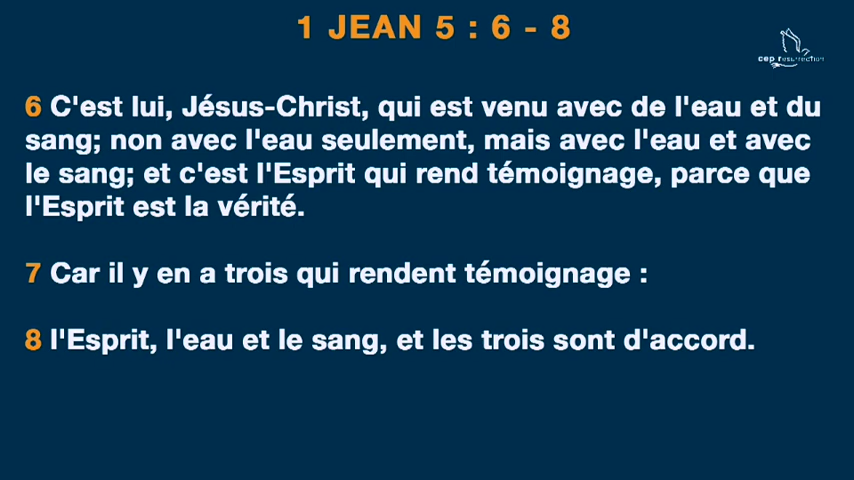 1 JEAN 5 : 6 - 8
cep résurrection
6 C'est lui, Jésus-Christ, qui est venu avec de l'eau et du
sang; non avec l'eau seulement, mais avec l'eau et avec
le sang; et c'est l'Esprit qui rend témoignage, parce que
l'Esprit est la vérité.
7 Car il y en a trois qui rendent témoignage :
8 l'Esprit, l'eau et le sang, et les trois sont d'accord.